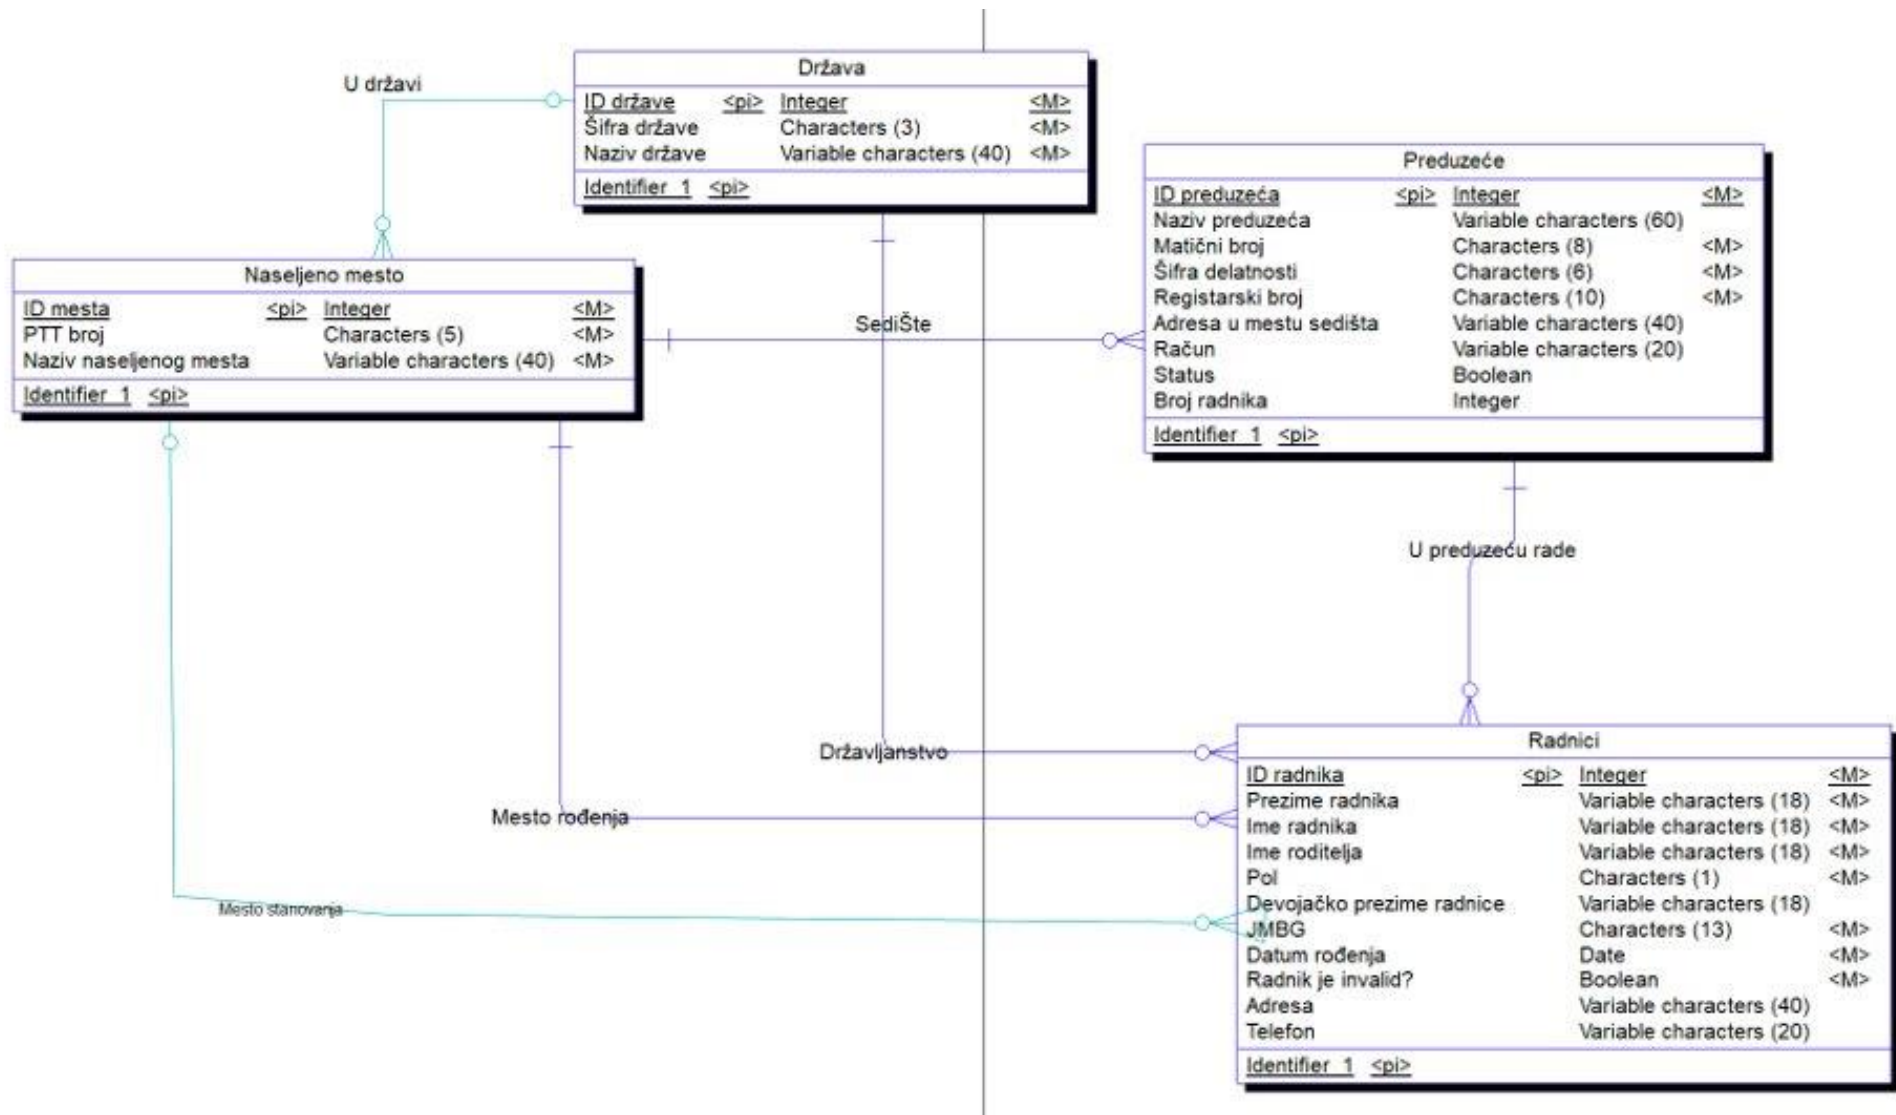 U državi
Država
ID države <pi> Integer <M>
Šifra države Characters (3) <M>
Naziv države Variable characters (40) <M>
Identifier_1 <pi>
Preduzeće
ID preduzeća <pi> Integer <M>
Naziv preduzeća Variable characters (60)
Matični broj Characters (8) <M>
Šifra delatnosti Characters (6) <M>
Registarski broj Characters (10) <M>
Adresa u mestu sedišta Variable characters (40)
Račun Variable characters (20)
Status Boolean
Broj radnika Integer
Identifier_1 <pi>
Naseljeno mesto
ID mesta <pi> Integer <M>
PTT broj Characters (5) <M>
Naziv naseljenog mesta Variable characters (40) <M>
Identifier_1 <pi>
SediŠte
U preduzeću rade
Državljanstvo
Mesto rođenja
Mesto stanovanja
Radnici
ID radnika <pi> Integer <M>
Prezime radnika Variable characters (18) <M>
Ime radnika Variable characters (18) <M>
Ime roditelja Variable characters (18) <M>
Pol Characters (1) <M>
Devojačko prezime radnice Variable characters (18)
JMBG Characters (13) <M>
Datum rođenja Date <M>
Radnik je invalid? Boolean <M>
Adresa Variable characters (40)
Telefon Variable characters (20)
Identifier_1 <pi>